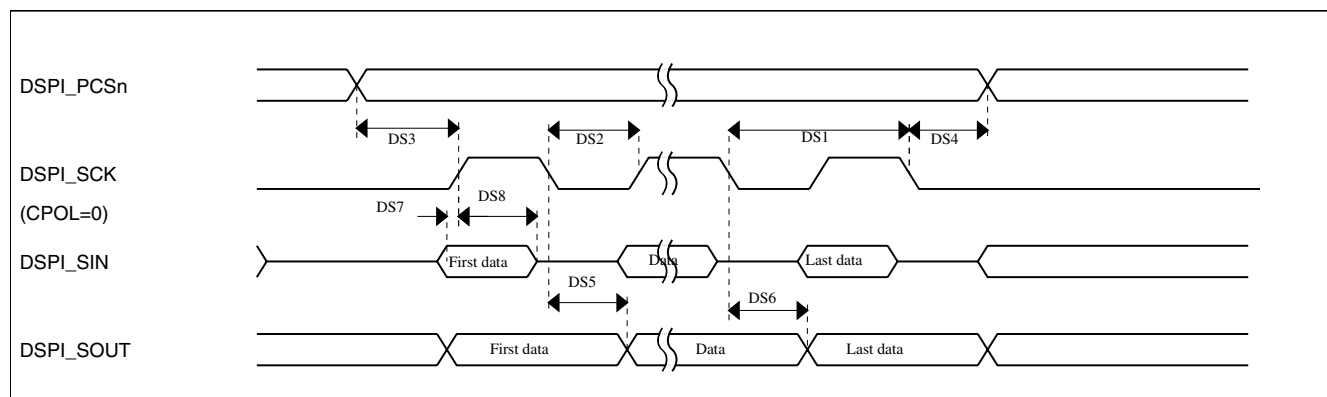 DSPI_PCSn
DS3
DS2
DS1
DS4
DSPI_SCK
DS7
DS8
(CPOL=0)
DSPI_SIN
First data
Data
Last data
DS5
DS6
DSPI_SOUT
First data
Data
Last data